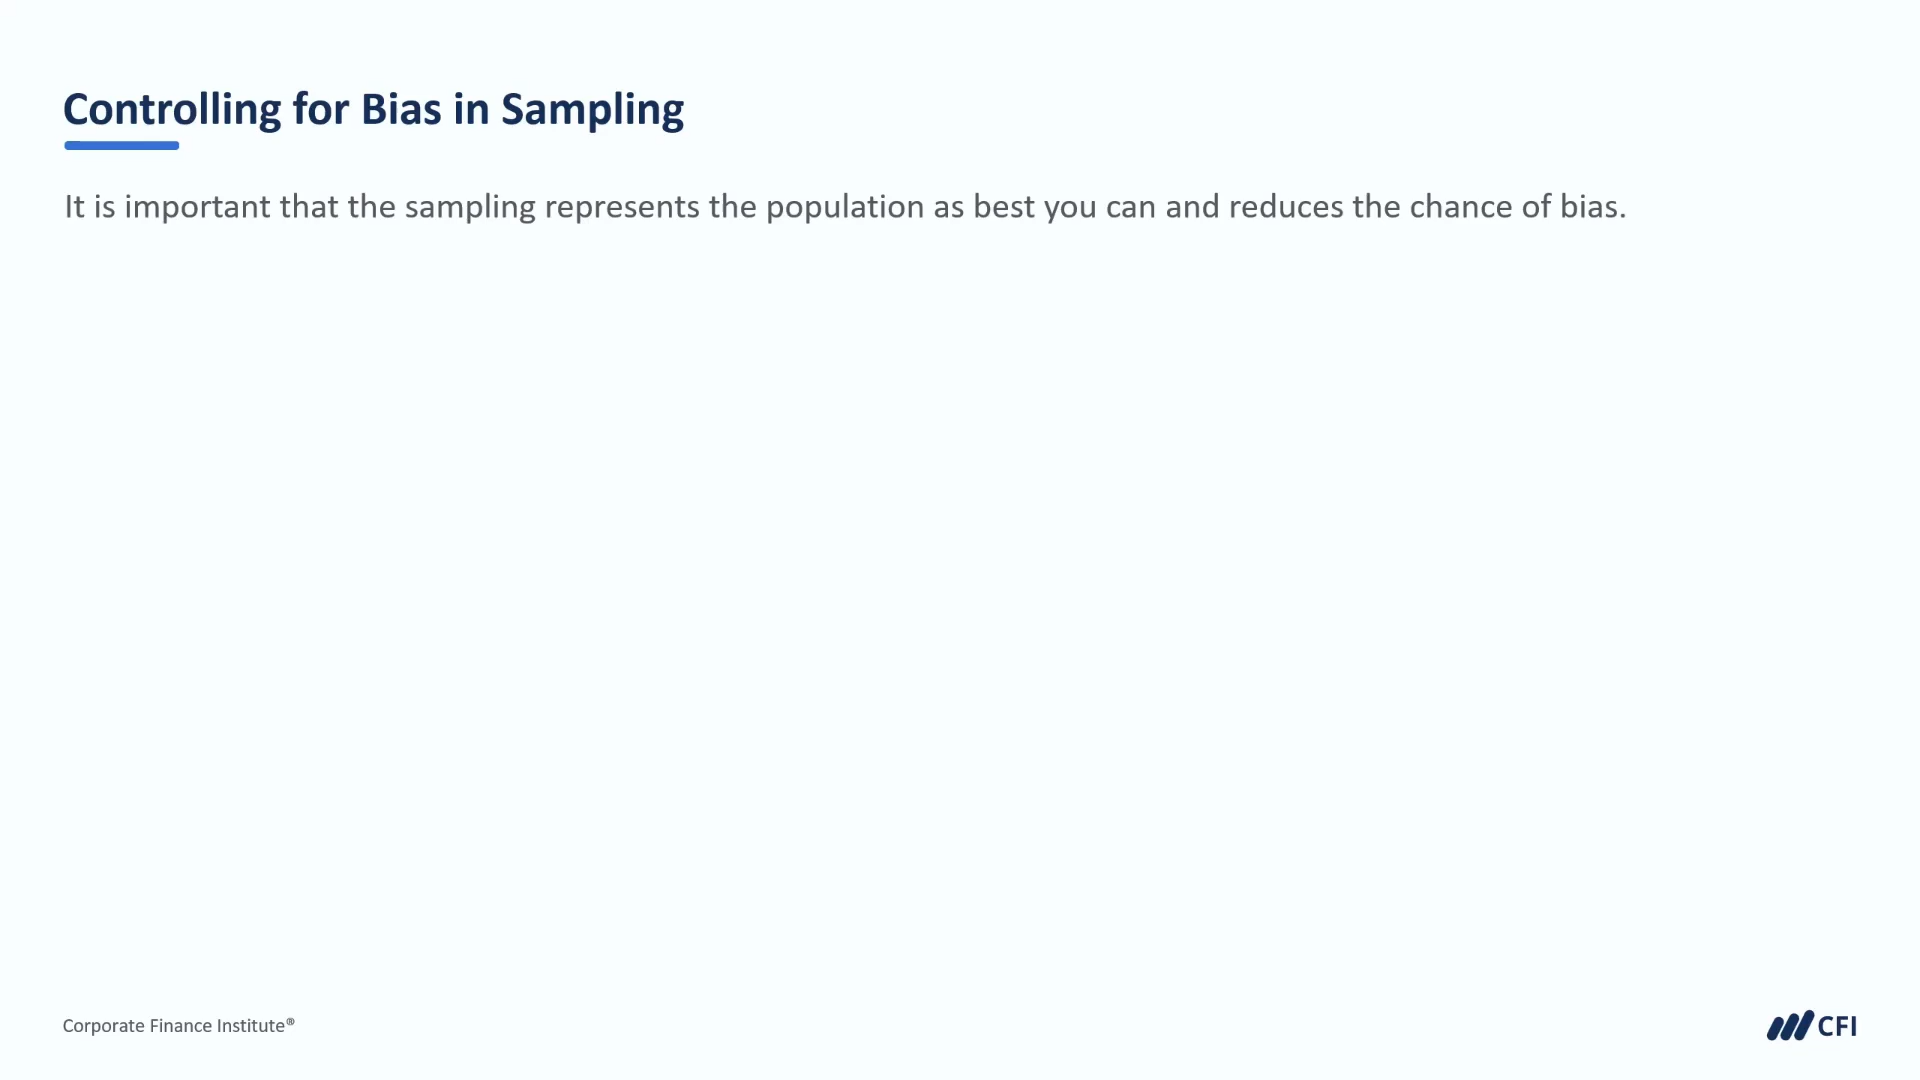 Controlling for Bias in Sampling
It is important that the sampling represents the population as best you can and reduces the chance of bias.
Corporate Finance Institute®
CFI